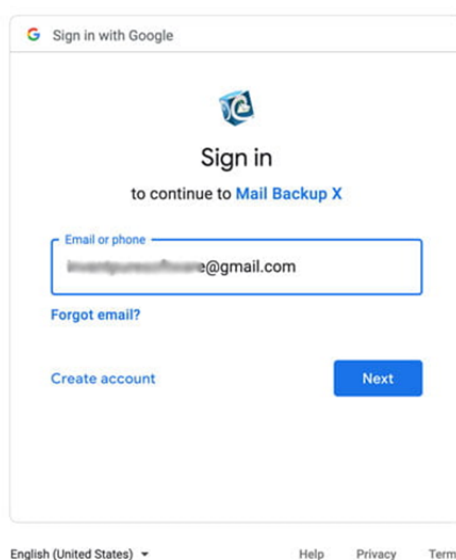 Sign in with Google
Sign in
to continue to Mail Backup X
Email or phone
e@gmail.com
Forgot email?
Create account Next
English (United States) Help Privacy Term